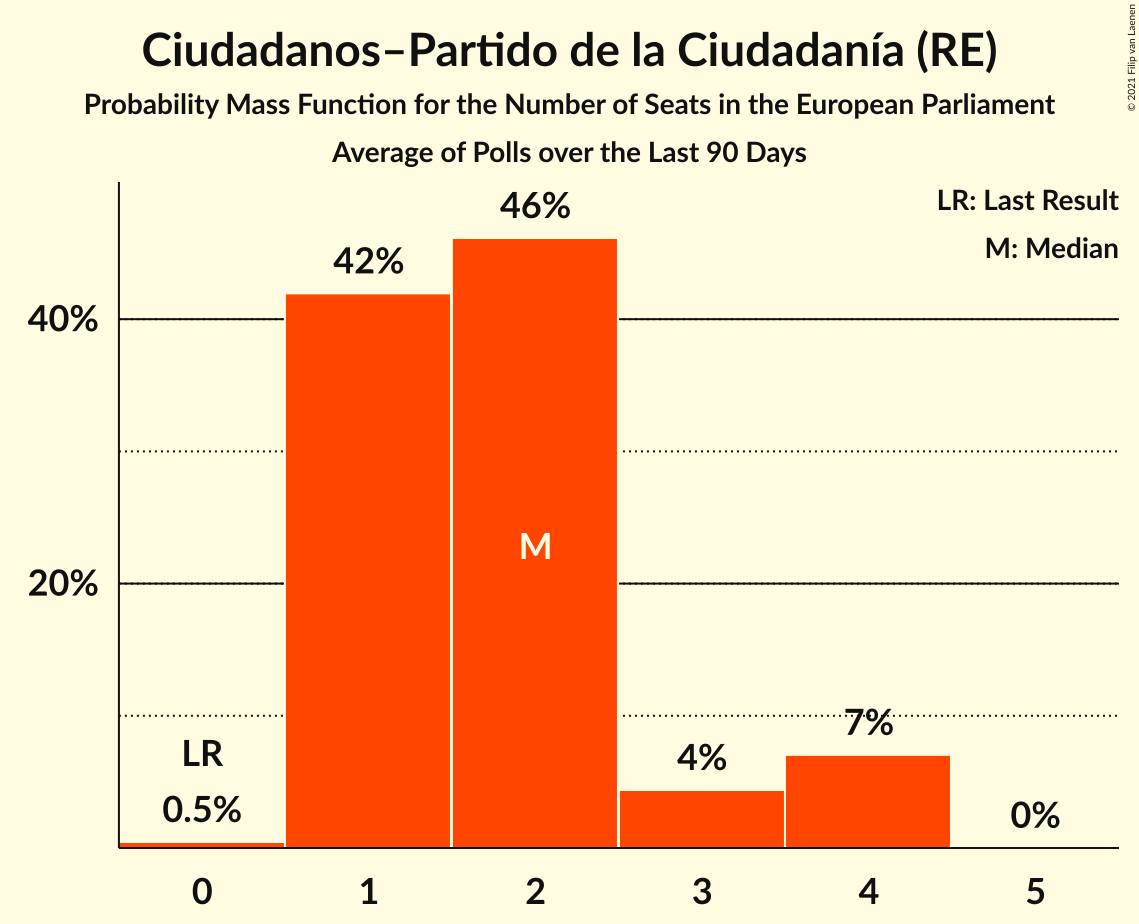 Ciudadanos–Partido de la Ciudadanía (RE)
Probability Mass Function for the Number of Seats in the European Parliament
Average of Polls over the Last 90 Days
© 2021 Filip van Laenen
LR: Last Result
M: Median
46%
42%
40%
M
20%
7%
4%
LR
0.5%
0%
0 1 2 3 4 5